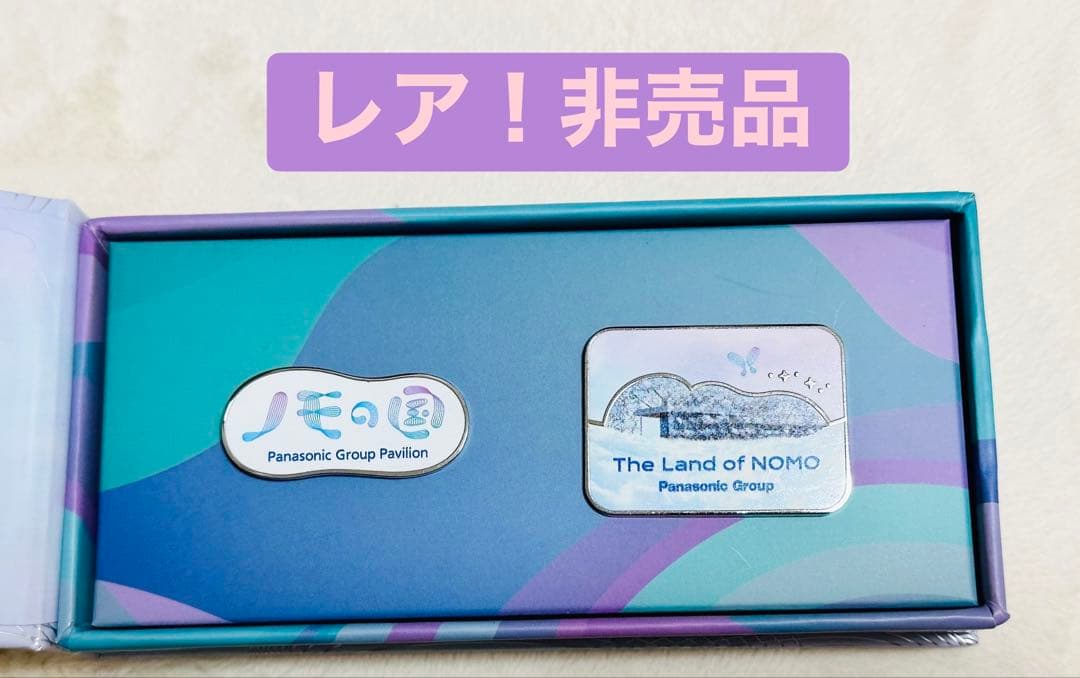 レア！非売品
ノモの国
Panasonic Group Pavilion
The Land of NOMO
Panasonic Group